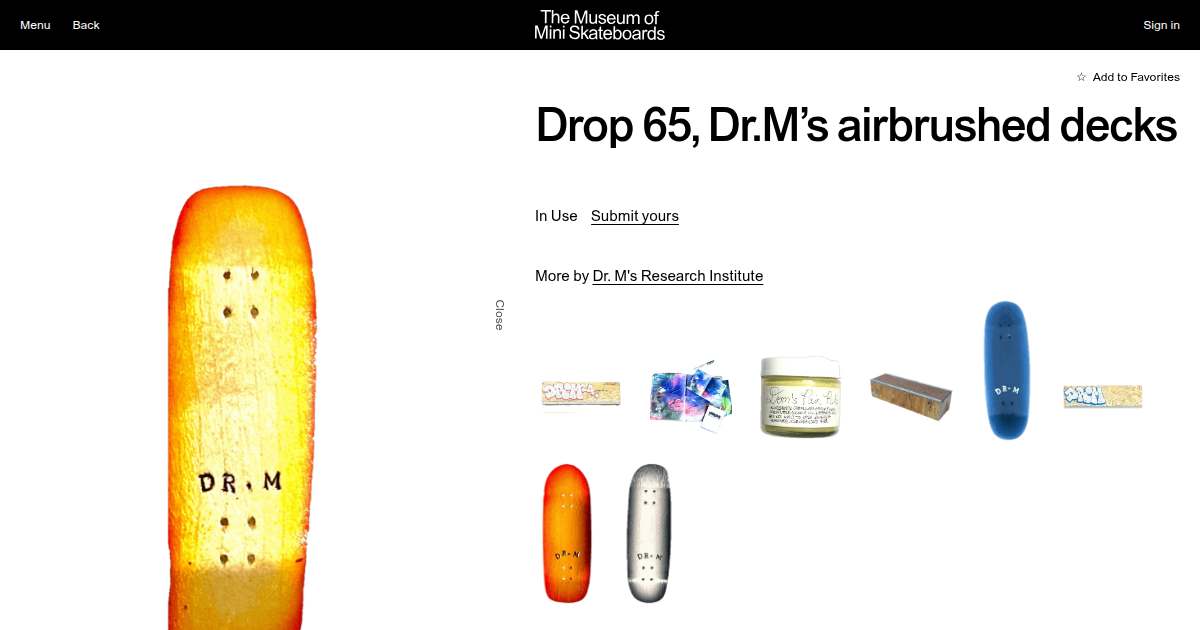 Menu
Back
The Museum of
Mini Skateboards
Sign in
☆ Add to Favorites
Drop 65, Dr.M’s airbrushed decks
In Use
Submit yours
More by Dr. M's Research Institute
Close
DR.M
DR.M
DR.M
DR.M